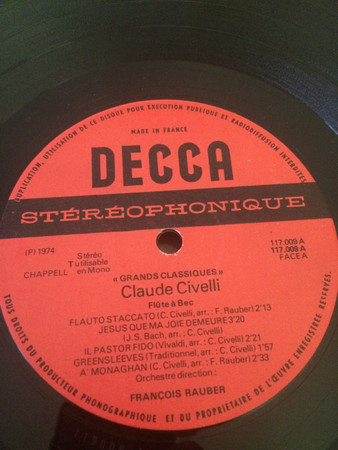 DUPLICATION, UTILISATION DE CE DISQUE POUR EXECUTION PUBLIQUE ET RADIODIFFUSION INTERDITES
MADE IN FRANCE
DECCA
STÉRÉOPHONIQUE
(P) 1974
Stéréo
utilisable
CHAPPELL en Mono
117.009 A
117.009 A
FACE A
« GRANDS CLASSIQUES »
Claude Civelli
Flûte à Bec
FLAUTO STACCATO (C. Civelli, arr. : F. Rauber) 2'13
JESUS QUE MA JOIE DEMEURE 3'20
(J.S. Bach, arr. : C. Civelli)
IL PASTOR FIDO (Vivaldi, arr. : C. Civelli) 2'21
GREENSLEEVES (Traditionnel, arr. : C. Civelli) 1'57
A' MONAGHAN (C. Civelli, arr. : F. Rauber) 2'33
Orchestre direction :
FRANÇOIS RAUBER
TOUS DROITS DU PRODUCTEUR PHONOGRAPHIQUE ET DU PROPRIÉTAIRE DE L'ŒUVRE ENREGISTRÉE RÉSERVÉS.